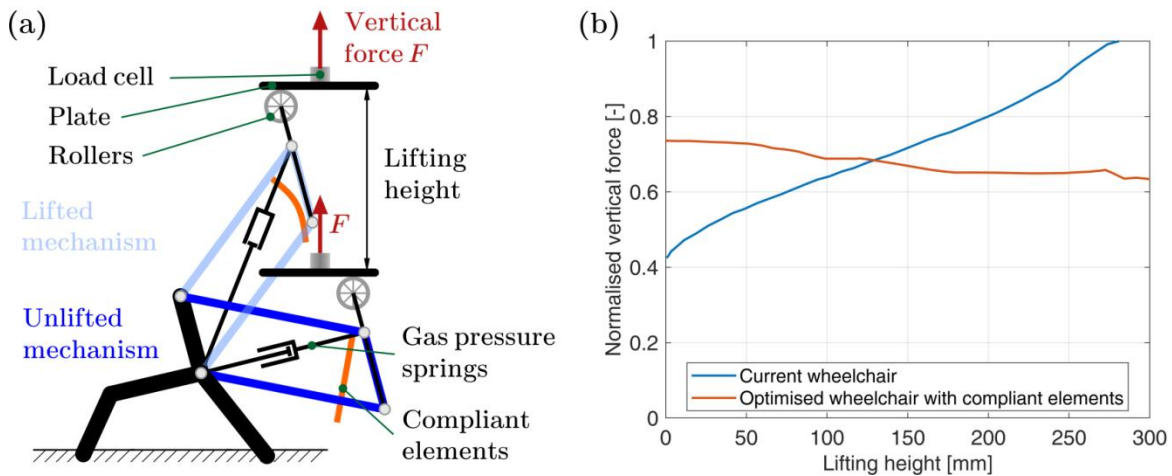 (a)
Vertical
force F
Load cell
Plate
Rollers
Lifting
height
Lifted
mechanism
F
Unlifted
mechanism
Gas pressure
springs
Compliant
elements
(b)
1
0.8
0.6
0.4
0.2
0
Normalised vertical force [-]
Current wheelchair
Optimised wheelchair with compliant elements
0 50 100 150 200 250 300
Lifting height [mm]